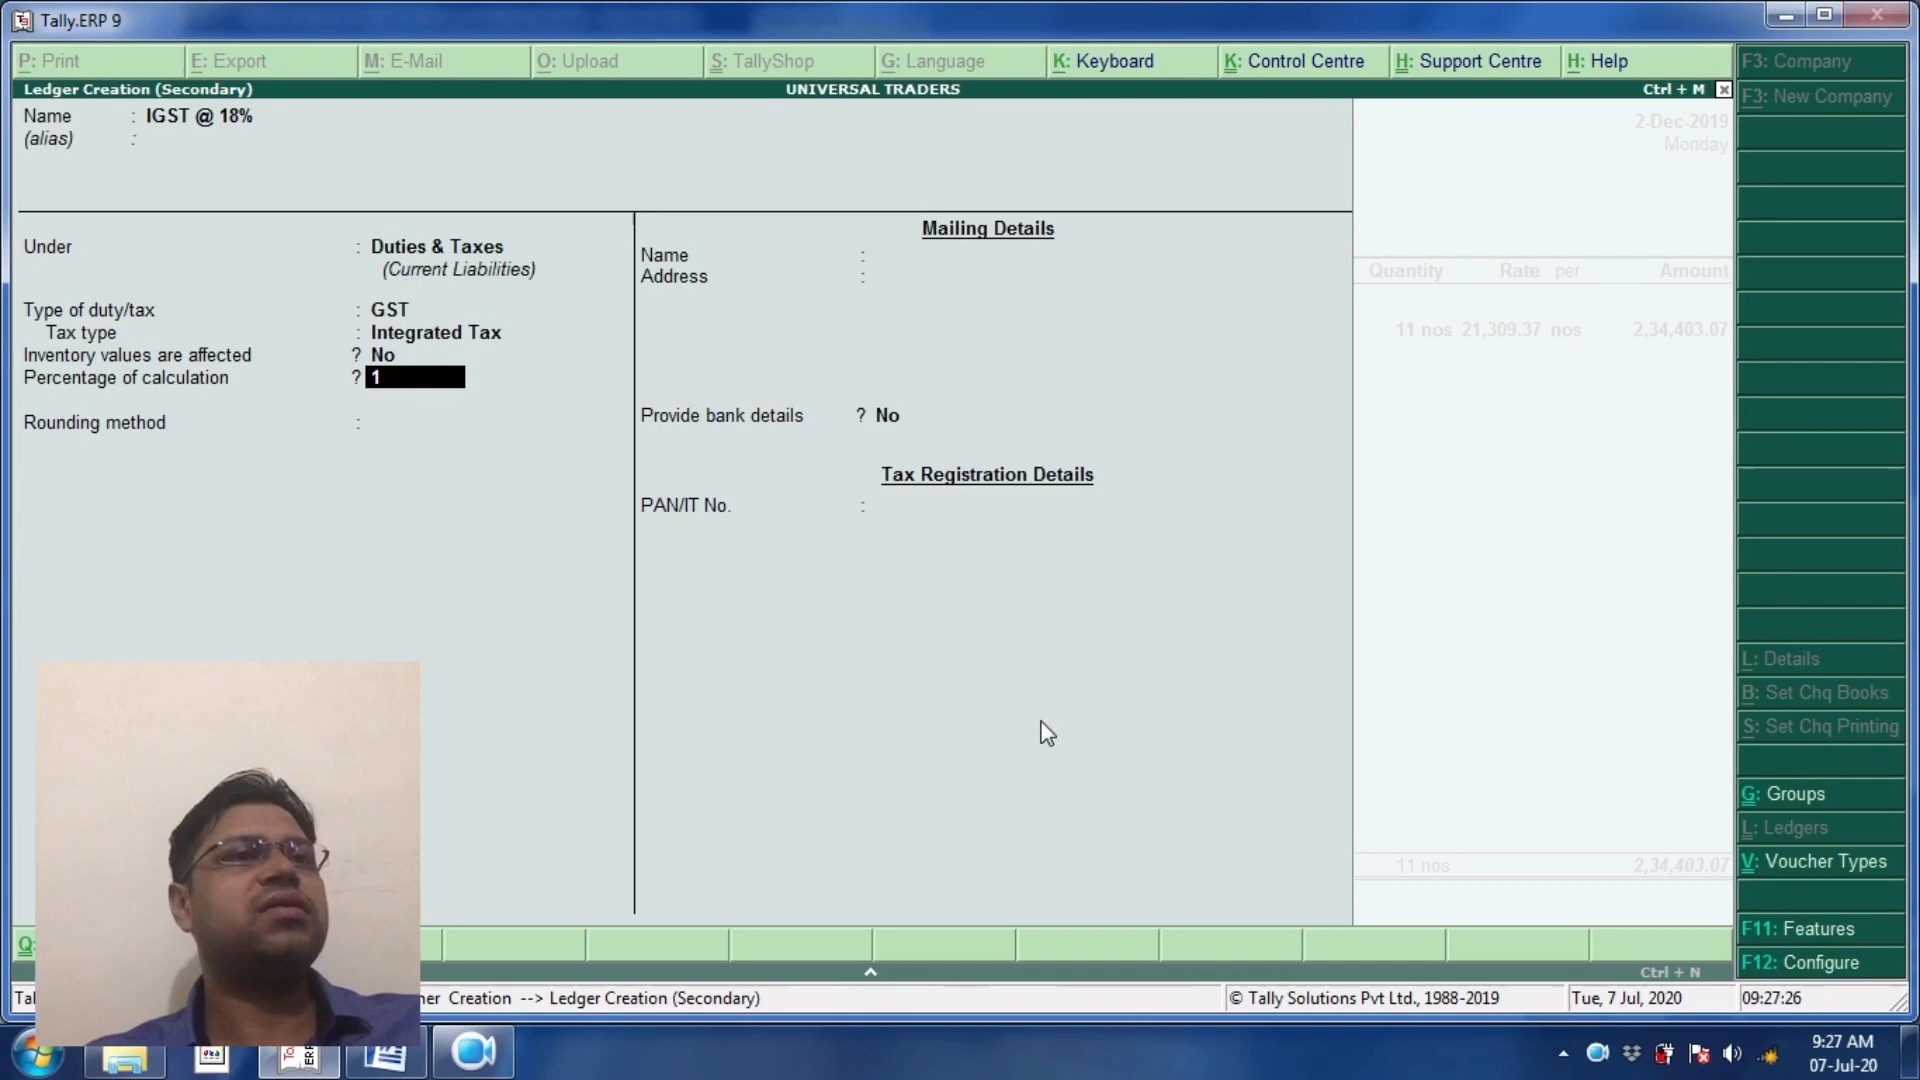 Tally.ERP 9
P: Print E: Export M: E-Mail O: Upload S: TallyShop G: Language K: Keyboard K: Control Centre H: Support Centre H: Help
F3: Company
Ledger Creation (Secondary) UNIVERSAL TRADERS Ctrl + M
F3: New Company
Name : IGST @ 18%
(alias) :
2-Dec-2019
Monday
Under : Duties & Taxes
(Current Liabilities)
Type of duty/tax : GST
Tax type : Integrated Tax
Inventory values are affected ? No
Percentage of calculation ? 1
Rounding method :
Mailing Details
Name :
Address :
Provide bank details ? No
Tax Registration Details
PAN/IT No. :
Quantity Rate per Amount
11 nos 21,309.37 nos 2,34,403.07
11 nos 2,34,403.07
L: Details
B: Set Chq Books
S: Set Chq Printing
G: Groups
L: Ledgers
V: Voucher Types
F11: Features
F12: Configure
Q:
Ctrl + N
Creation --> Ledger Creation (Secondary) © Tally Solutions Pvt Ltd., 1988-2019 Tue, 7 Jul, 2020 09:27:26
ERP
9:27 AM
07-Jul-20